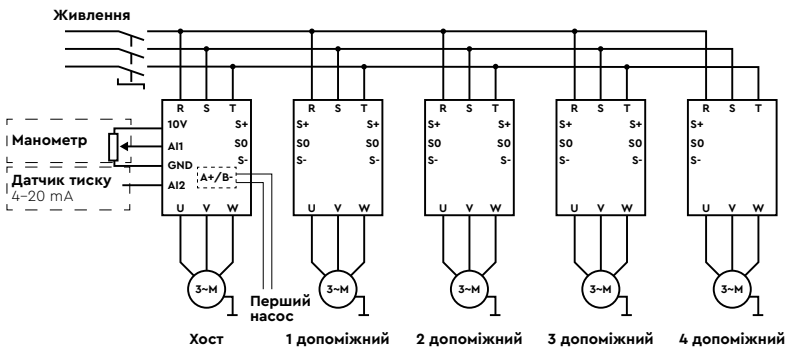 Живлення
R S T R S T R S T R S T R S T
10V S+ S+ S+ S+ S+ S+ S+ S+
Манометр AI1 S0 S0 S0 S0 S0 S0 S0 S0
GND S- S- S- S- S- S- S- S-
Датчик тиску A+/B-
4–20 mA AI2
U V W U V W U V W U V W U V W
3~M 3~M 3~M 3~M 3~M
Перший
насос
Хост 1 допоміжний 2 допоміжний 3 допоміжний 4 допоміжний